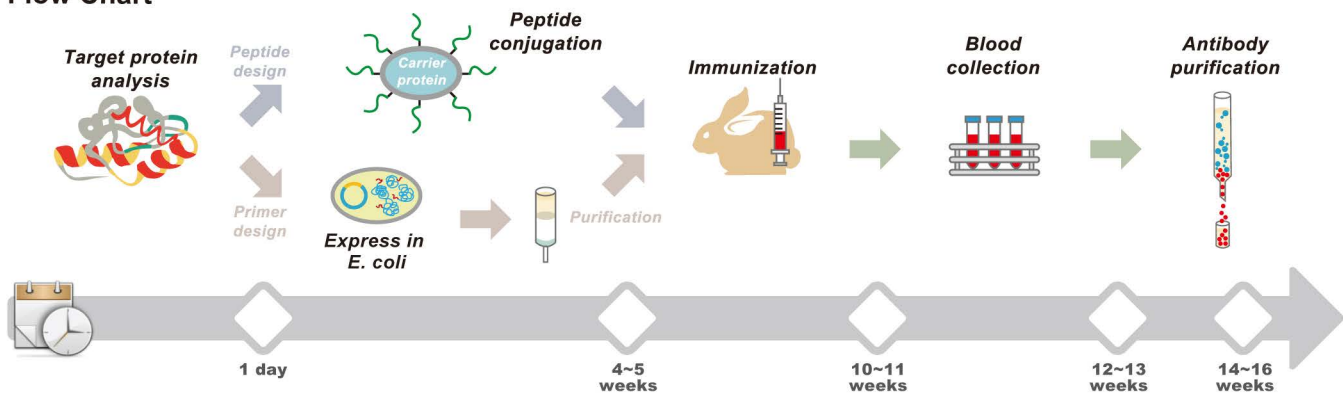 Flow Chart
Target protein
analysis
Peptide
design
Primer
design
Carrier
protein
Peptide
conjugation
Express in
E. coli
Purification
Immunization
Blood
collection
Antibody
purification
1 day
4~5
weeks
10~11
weeks
12~13
weeks
14~16
weeks